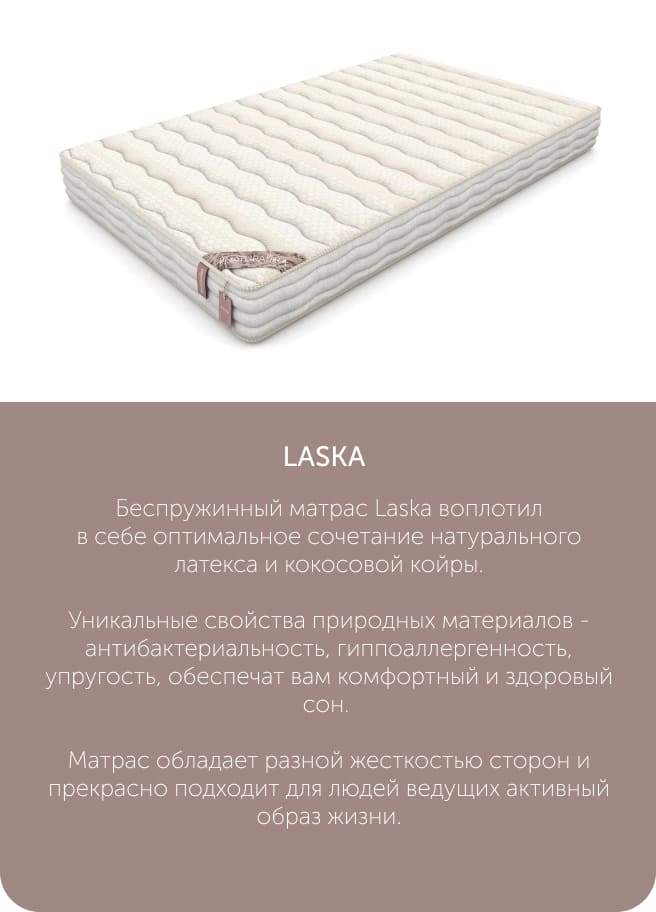 LASKA
Беспружинный матрас Laska воплотил
в себе оптимальное сочетание натурального
латекса и кокосовой койры.
Уникальные свойства природных материалов -
антибактериальность, гиппоаллергенность,
упругость, обеспечат вам комфортный и здоровый
сон.
Матрас обладает разной жесткостью сторон и
прекрасно подходит для людей ведущих активный
образ жизни.